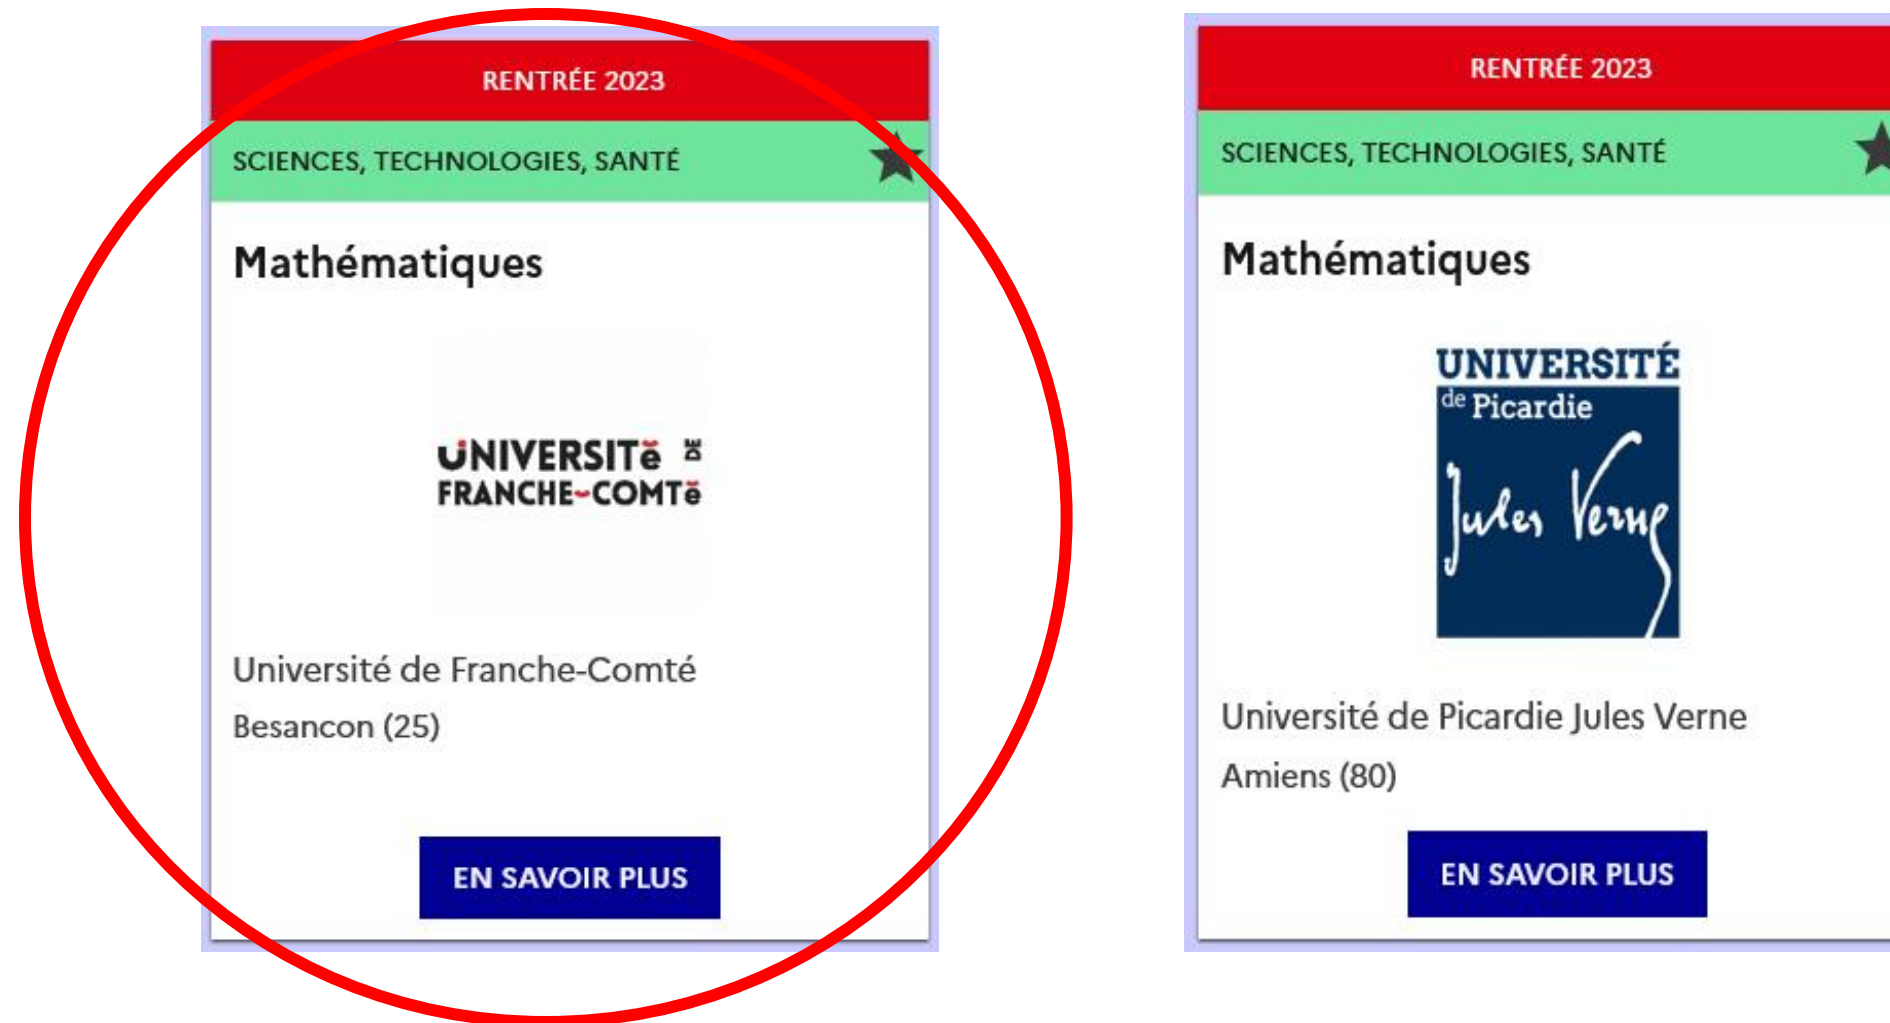 RENTRÉE 2023
SCIENCES, TECHNOLOGIES, SANTÉ
Mathématiques
UNIVERSITĕ DE
FRANCHE-COMTĕ
Université de Franche-Comté
Besancon (25)
EN SAVOIR PLUS
RENTRÉE 2023
SCIENCES, TECHNOLOGIES, SANTÉ
Mathématiques
UNIVERSITÉ
de Picardie
Jules Verne
Université de Picardie Jules Verne
Amiens (80)
EN SAVOIR PLUS